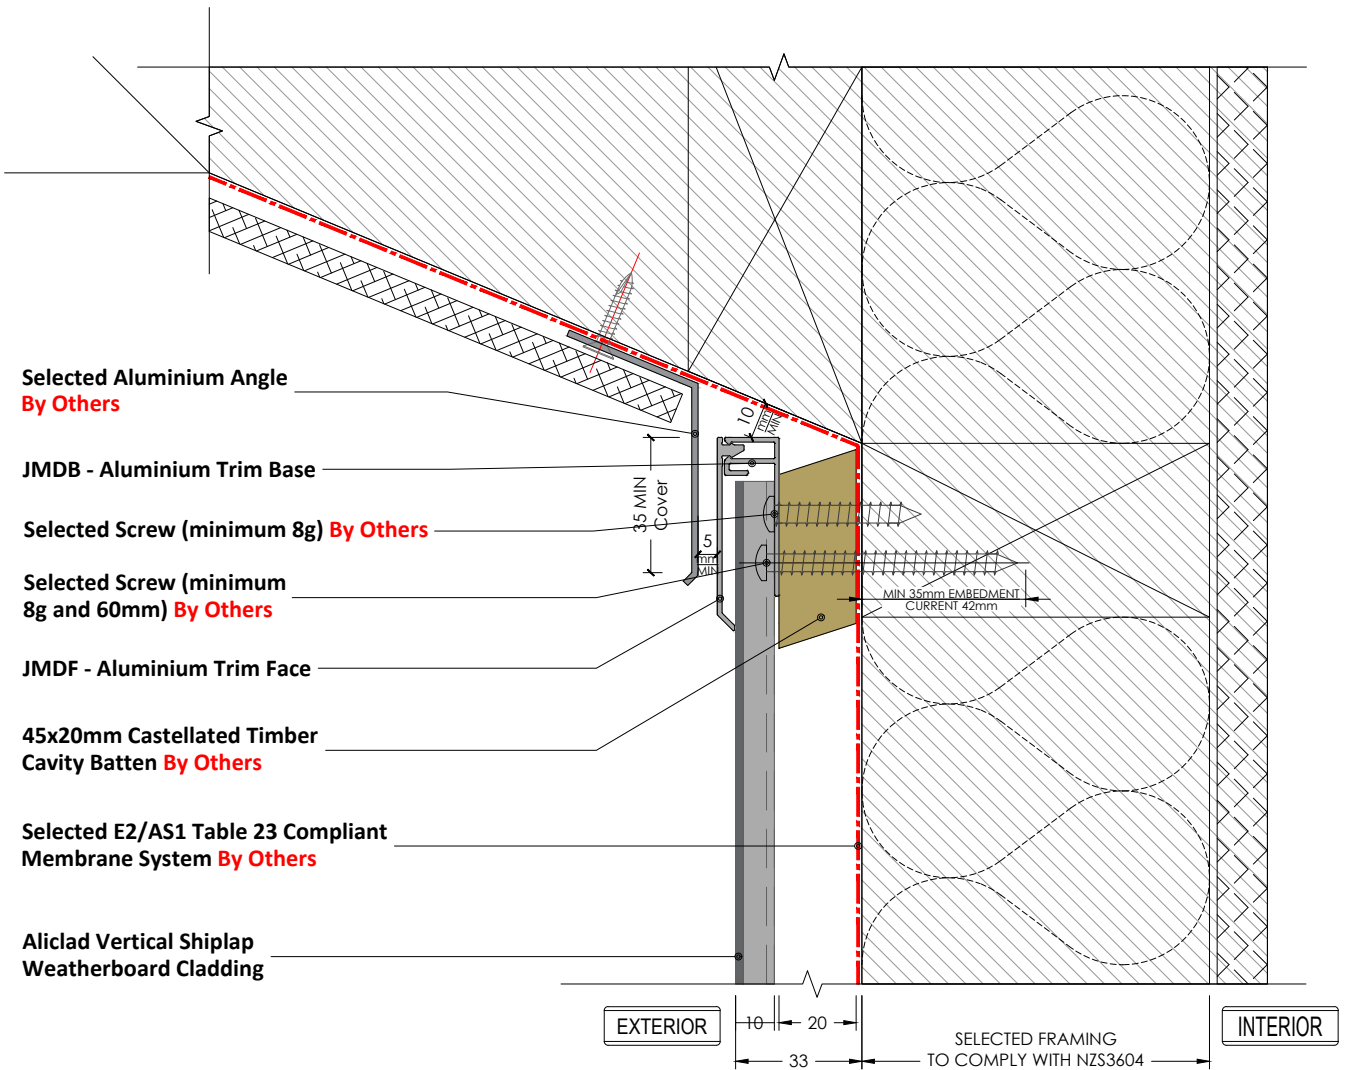 Selected Aluminium Angle
By Others
JMDB - Aluminium Trim Base
Selected Screw (minimum 8g) By Others
Selected Screw (minimum
8g and 60mm) By Others
JMDF - Aluminium Trim Face
45x20mm Castellated Timber
Cavity Batten By Others
Selected E2/AS1 Table 23 Compliant
Membrane System By Others
Aliclad Vertical Shiplap
Weatherboard Cladding
10
mm
MIN
35 MIN
Cover
5
mm
MIN
MIN 35mm EMBEDMENT
CURRENT 42mm
EXTERIOR
10
20
33
SELECTED FRAMING
TO COMPLY WITH NZS3604
INTERIOR